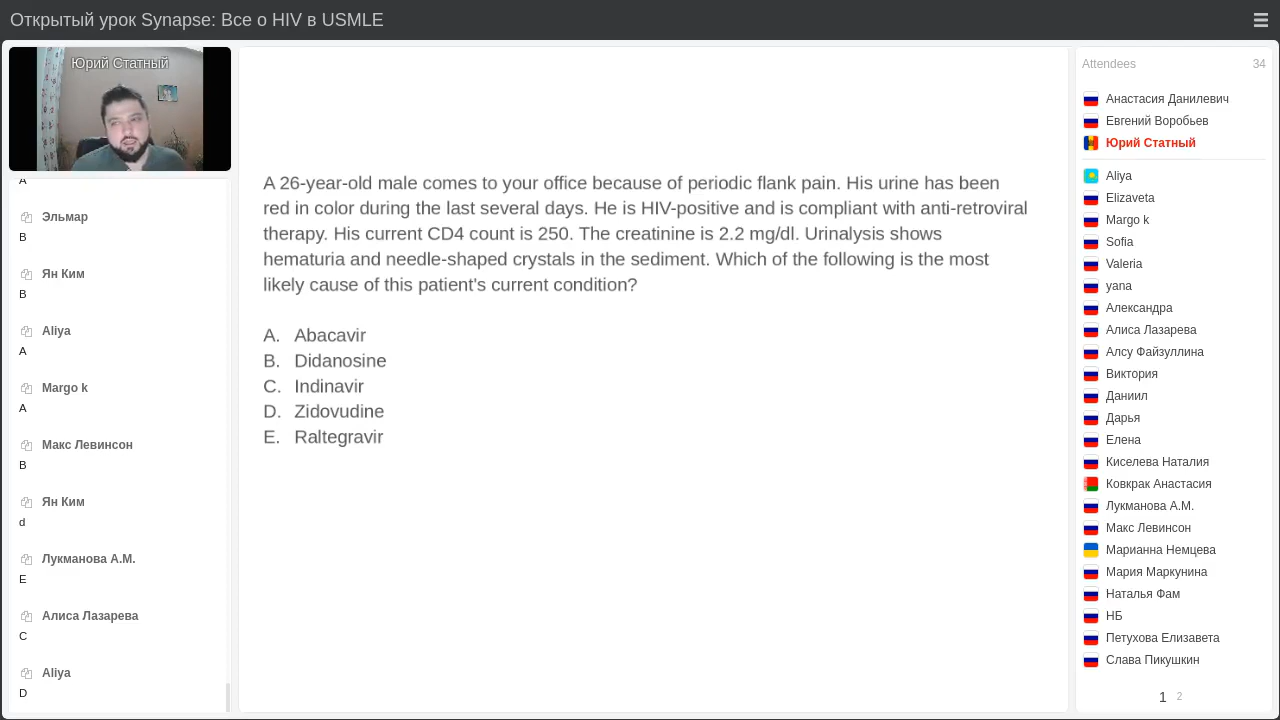 Открытый урок Synapse: Все о HIV в USMLE
Юрий Статный
A
Эльмар
B
Ян Ким
B
Aliya
A
Margo k
A
Макс Левинсон
B
Ян Ким
d
Лукманова А.М.
E
Алиса Лазарева
C
Aliya
D
A 26-year-old male comes to your office because of periodic flank pain. His urine has been
red in color during the last several days. He is HIV-positive and is compliant with anti-retroviral
therapy. His current CD4 count is 250. The creatinine is 2.2 mg/dl. Urinalysis shows
hematuria and needle-shaped crystals in the sediment. Which of the following is the most
likely cause of this patient's current condition?
A. Abacavir
B. Didanosine
C. Indinavir
D. Zidovudine
E. Raltegravir
Attendees 34
Анастасия Данилевич
Евгений Воробьев
Юрий Статный
Aliya
Elizaveta
Margo k
Sofia
Valeria
yana
Александра
Алиса Лазарева
Алсу Файзуллина
Виктория
Даниил
Дарья
Елена
Киселева Наталия
Ковкрак Анастасия
Лукманова А.М.
Макс Левинсон
Марианна Немцева
Мария Маркунина
Наталья Фам
НБ
Петухова Елизавета
Слава Пикушкин
1 2